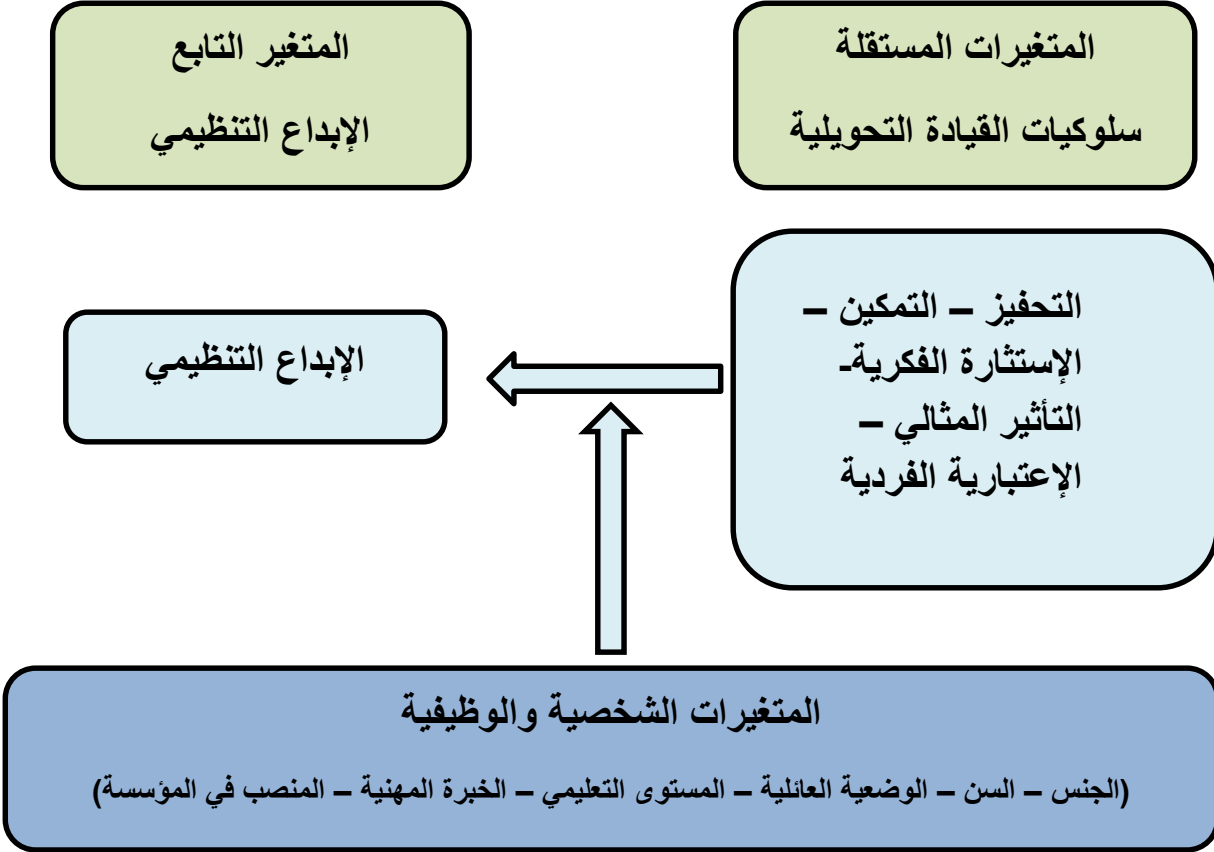 المتغيرات المستقلة
سلوكيات القيادة التحويلية
المتغير التابع
الإبداع التنظيمي
التحفيز – التمكين –
الإستثارة الفكرية-
التأثير المثالي –
الإعتبارية الفردية
الإبداع التنظيمي
المتغيرات الشخصية والوظيفية
(الجنس – السن – الوضعية العائلية – المستوى التعليمي – الخبرة المهنية – المنصب في المؤسسة)